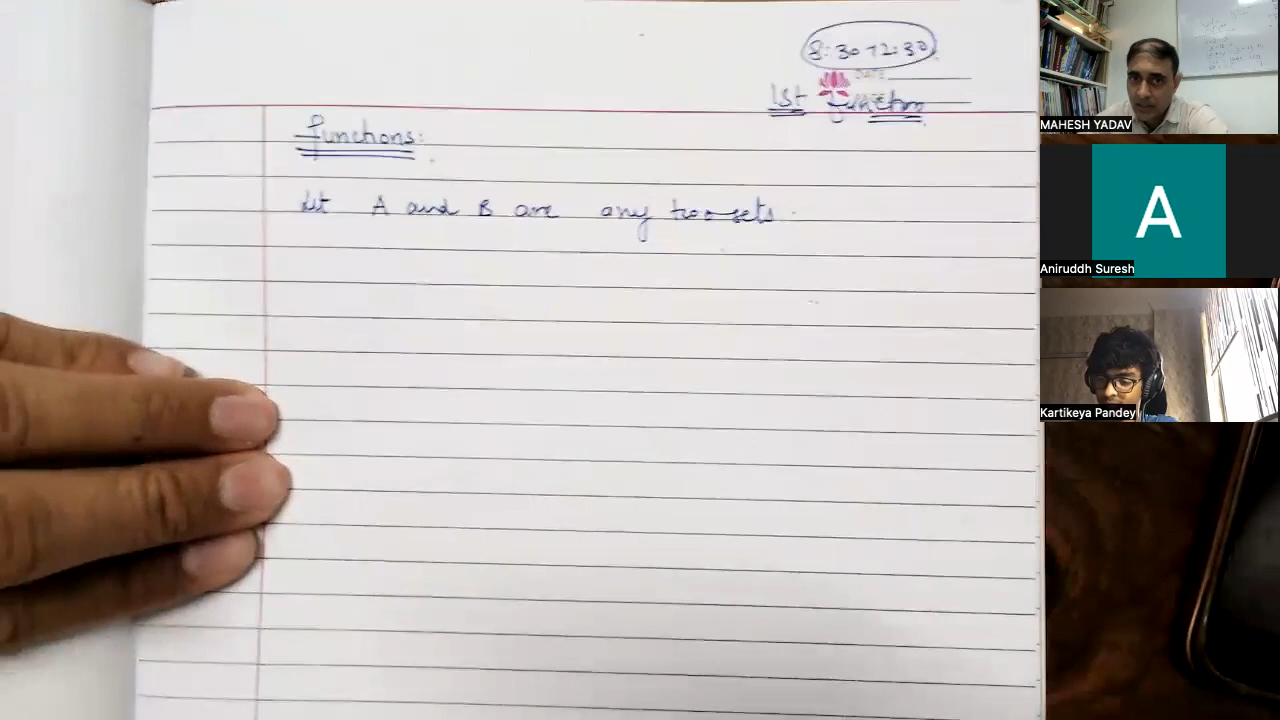 8:30-12:30
DATE
1st function
functions:
Let A and B are any two sets.
MAHESH YADAV
A
Aniruddh Suresh
Kartikeya Pandey